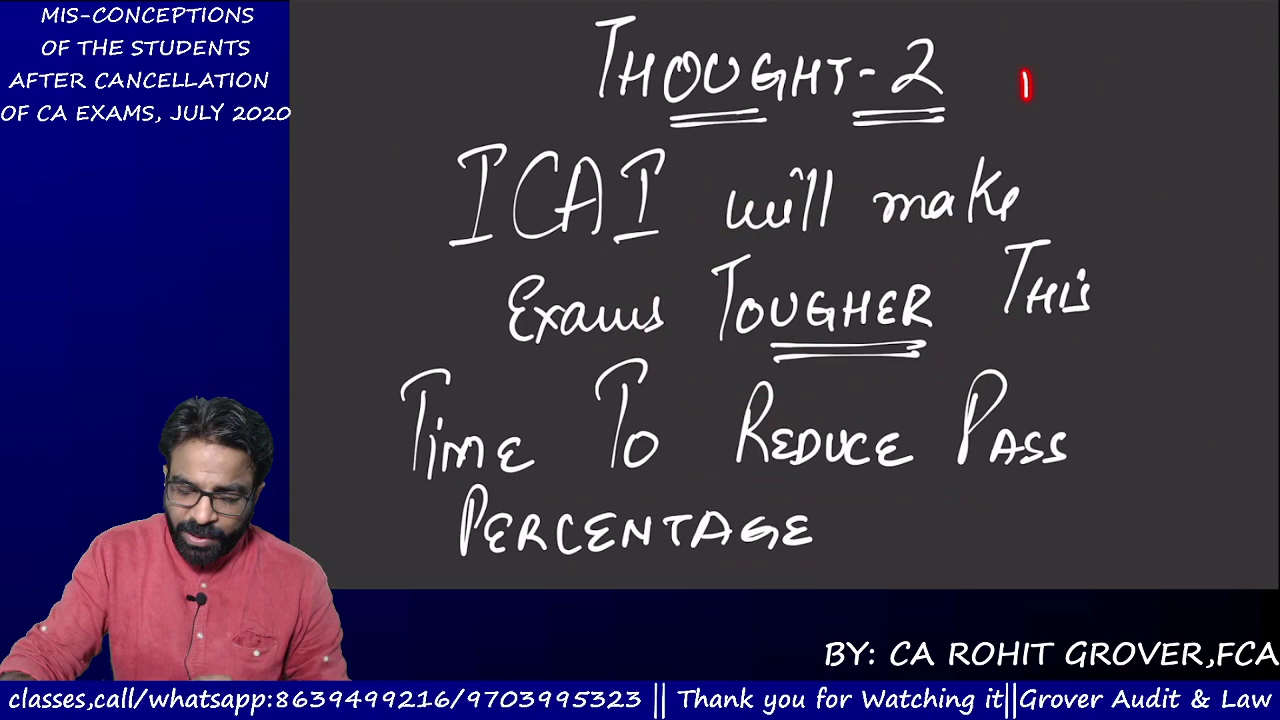 MIS-CONCEPTIONS
OF THE STUDENTS
AFTER CANCELLATION
OF CA EXAMS, JULY 2020
THOUGHT-2
ICAI will make
Exams TOUGHER THis
TiME TO REDUCE PASS
PERCENTAGE
BY: CA ROHIT GROVER,FCA
classes,call/whatsapp:8639499216/9703995323 || Thank you for Watching it||Grover Audit & Law